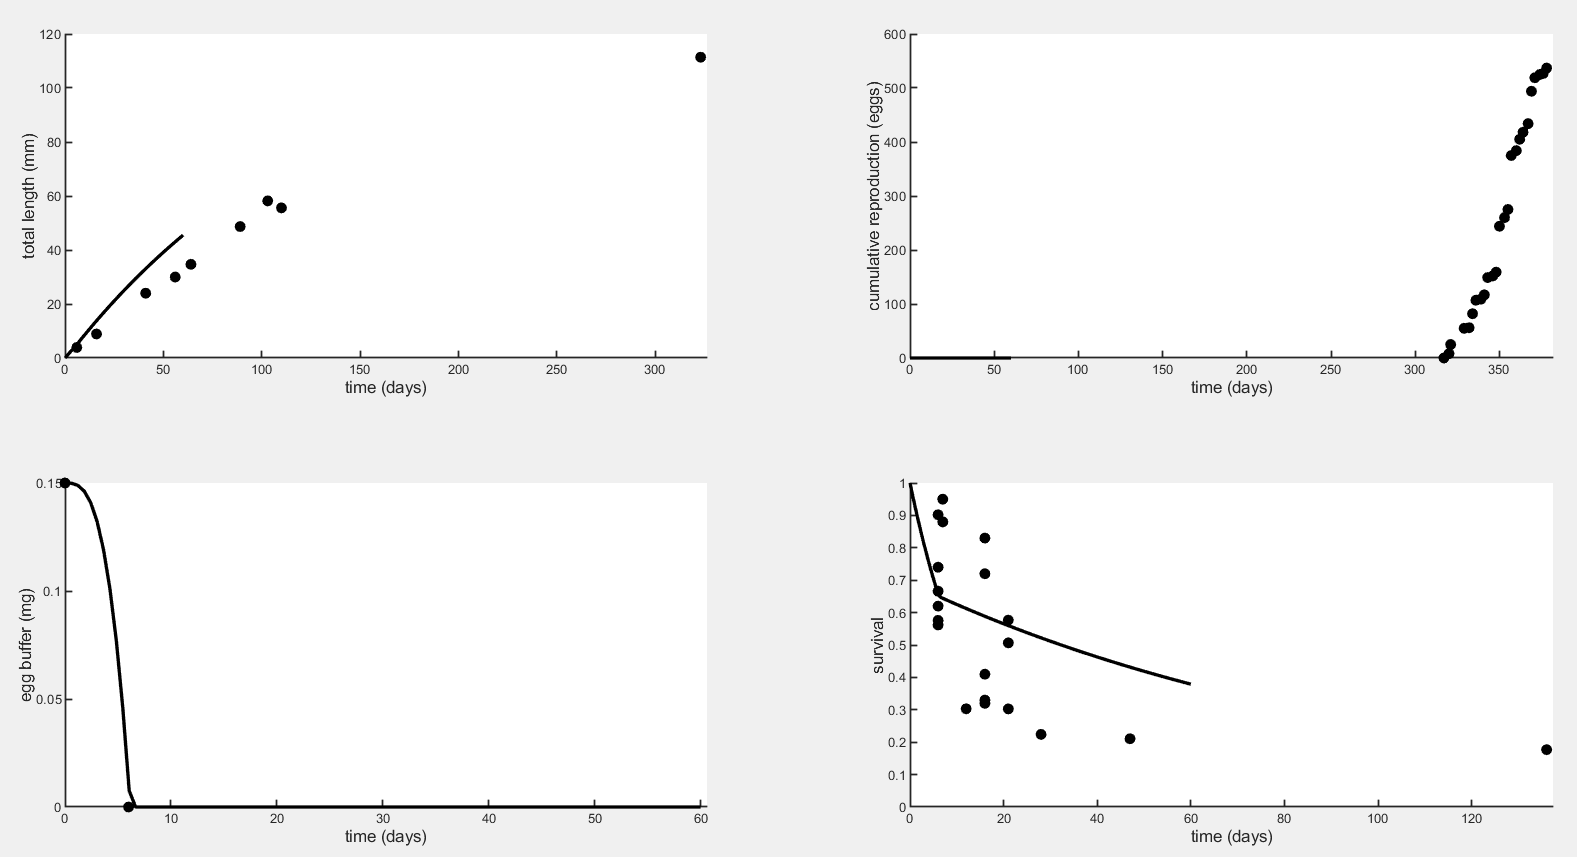 120
100
80
60
40
20
0
total length (mm)
0 50 100 150 200 250 300
time (days)
600
500
400
300
200
100
0
cumulative reproduction (eggs)
0 50 100 150 200 250 300 350
time (days)
0.15
0.1
0.05
0
egg buffer (mg)
0 10 20 30 40 50 60
time (days)
1
0.9
0.8
0.7
0.6
0.5
0.4
0.3
0.2
0.1
0
survival
0 20 40 60 80 100 120
time (days)